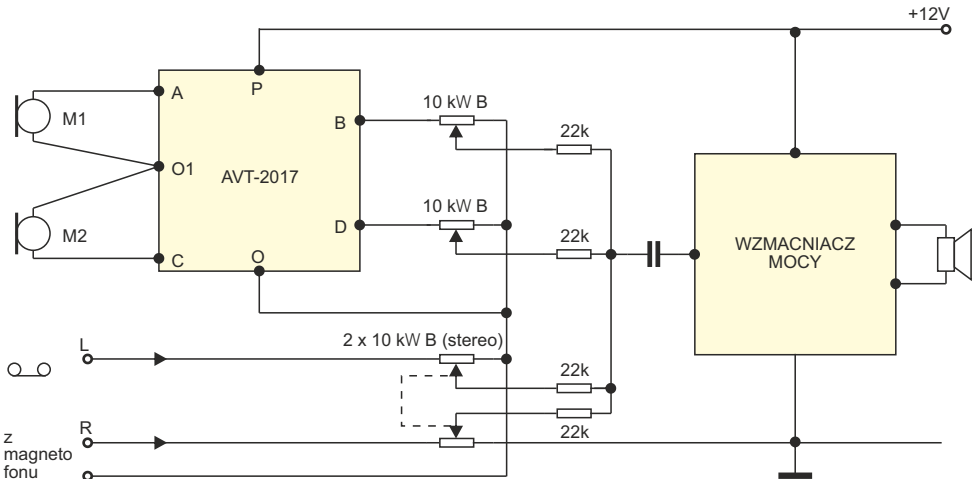 +12V
P
A
M1
B
10 kW B
22k
O1
AVT-2017
M2
D
10 kW B
22k
C
O
WZMACNIACZ
MOCY
L
2 x 10 kW B (stereo)
22k
R
22k
z
magneto
fonu